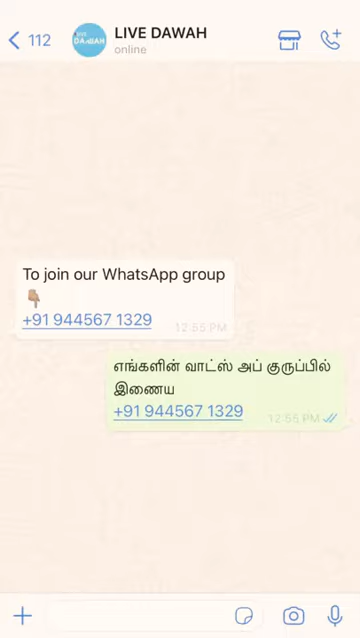 112
LIVE DAWAH
online
LIVE
DAWAH
To join our WhatsApp group
👇🏽
+91 944567 1329
12:55 PM
எங்களின் வாட்ஸ் அப் குருப்பில்
இணைய
+91 944567 1329
12:55 PM